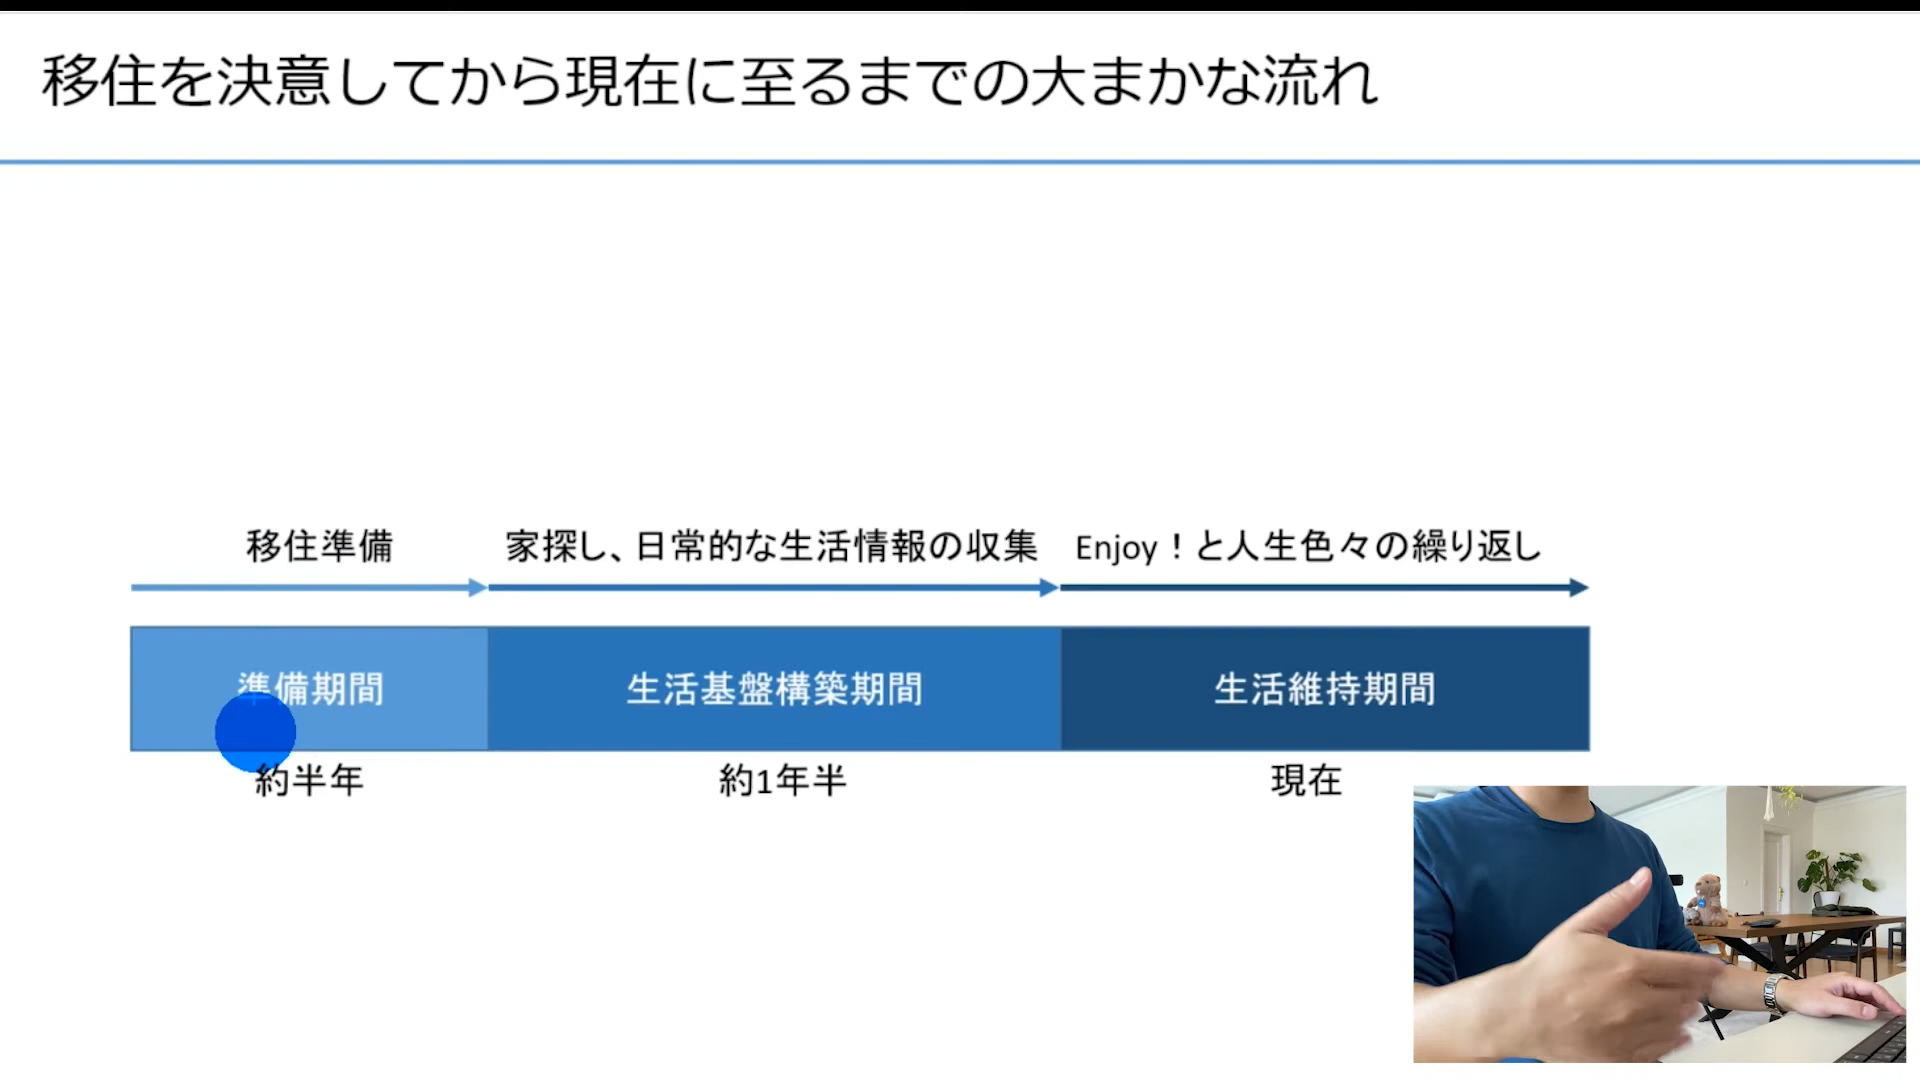 移住を決意してから現在に至るまでの大まかな流れ
移住準備
家探し、日常的な生活情報の収集
Enjoy！と人生色々の繰り返し
準備期間
生活基盤構築期間
生活維持期間
約半年
約1年半
現在